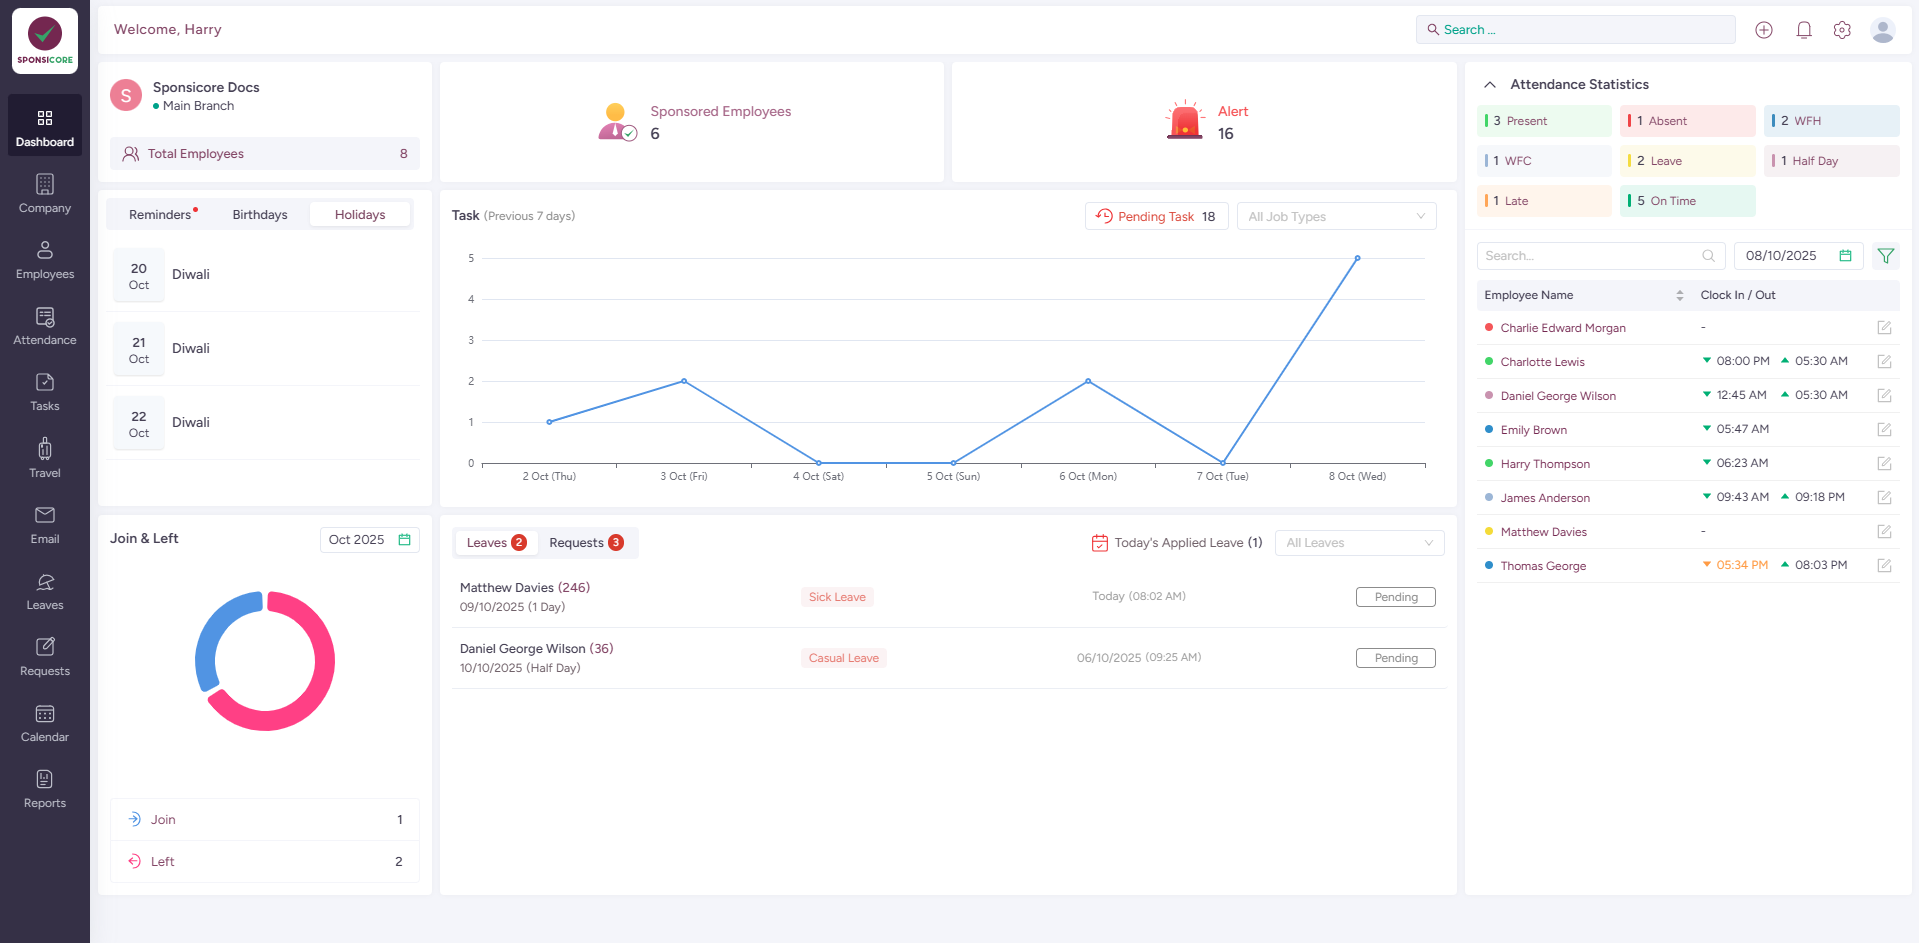 SPONSICORE
Dashboard
Company
Employees
Attendance
Tasks
Travel
Email
Leaves
Requests
Calendar
Reports
Welcome, Harry
Search ...
S
Sponsicore Docs
Main Branch
Total Employees 8
Sponsored Employees
6
Alert
16
Reminders Birthdays Holidays
20
Oct
Diwali
21
Oct
Diwali
22
Oct
Diwali
Task (Previous 7 days)
Pending Task 18
All Job Types
5
4
3
2
1
0
2 Oct (Thu) 3 Oct (Fri) 4 Oct (Sat) 5 Oct (Sun) 6 Oct (Mon) 7 Oct (Tue) 8 Oct (Wed)
Join & Left
Oct 2025
Join 1
Left 2
Leaves 2 Requests 3
Today's Applied Leave (1)
All Leaves
Matthew Davies (246)
09/10/2025 (1 Day)
Sick Leave
Today (08:02 AM)
Pending
Daniel George Wilson (36)
10/10/2025 (Half Day)
Casual Leave
06/10/2025 (09:25 AM)
Pending
Attendance Statistics
3 Present 1 Absent 2 WFH
1 WFC 2 Leave 1 Half Day
1 Late 5 On Time
Search... 08/10/2025
Employee Name Clock In / Out
Charlie Edward Morgan -
Charlotte Lewis 08:00 PM 05:30 AM
Daniel George Wilson 12:45 AM 05:30 AM
Emily Brown 05:47 AM
Harry Thompson 06:23 AM
James Anderson 09:43 AM 09:18 PM
Matthew Davies -
Thomas George 05:34 PM 08:03 PM